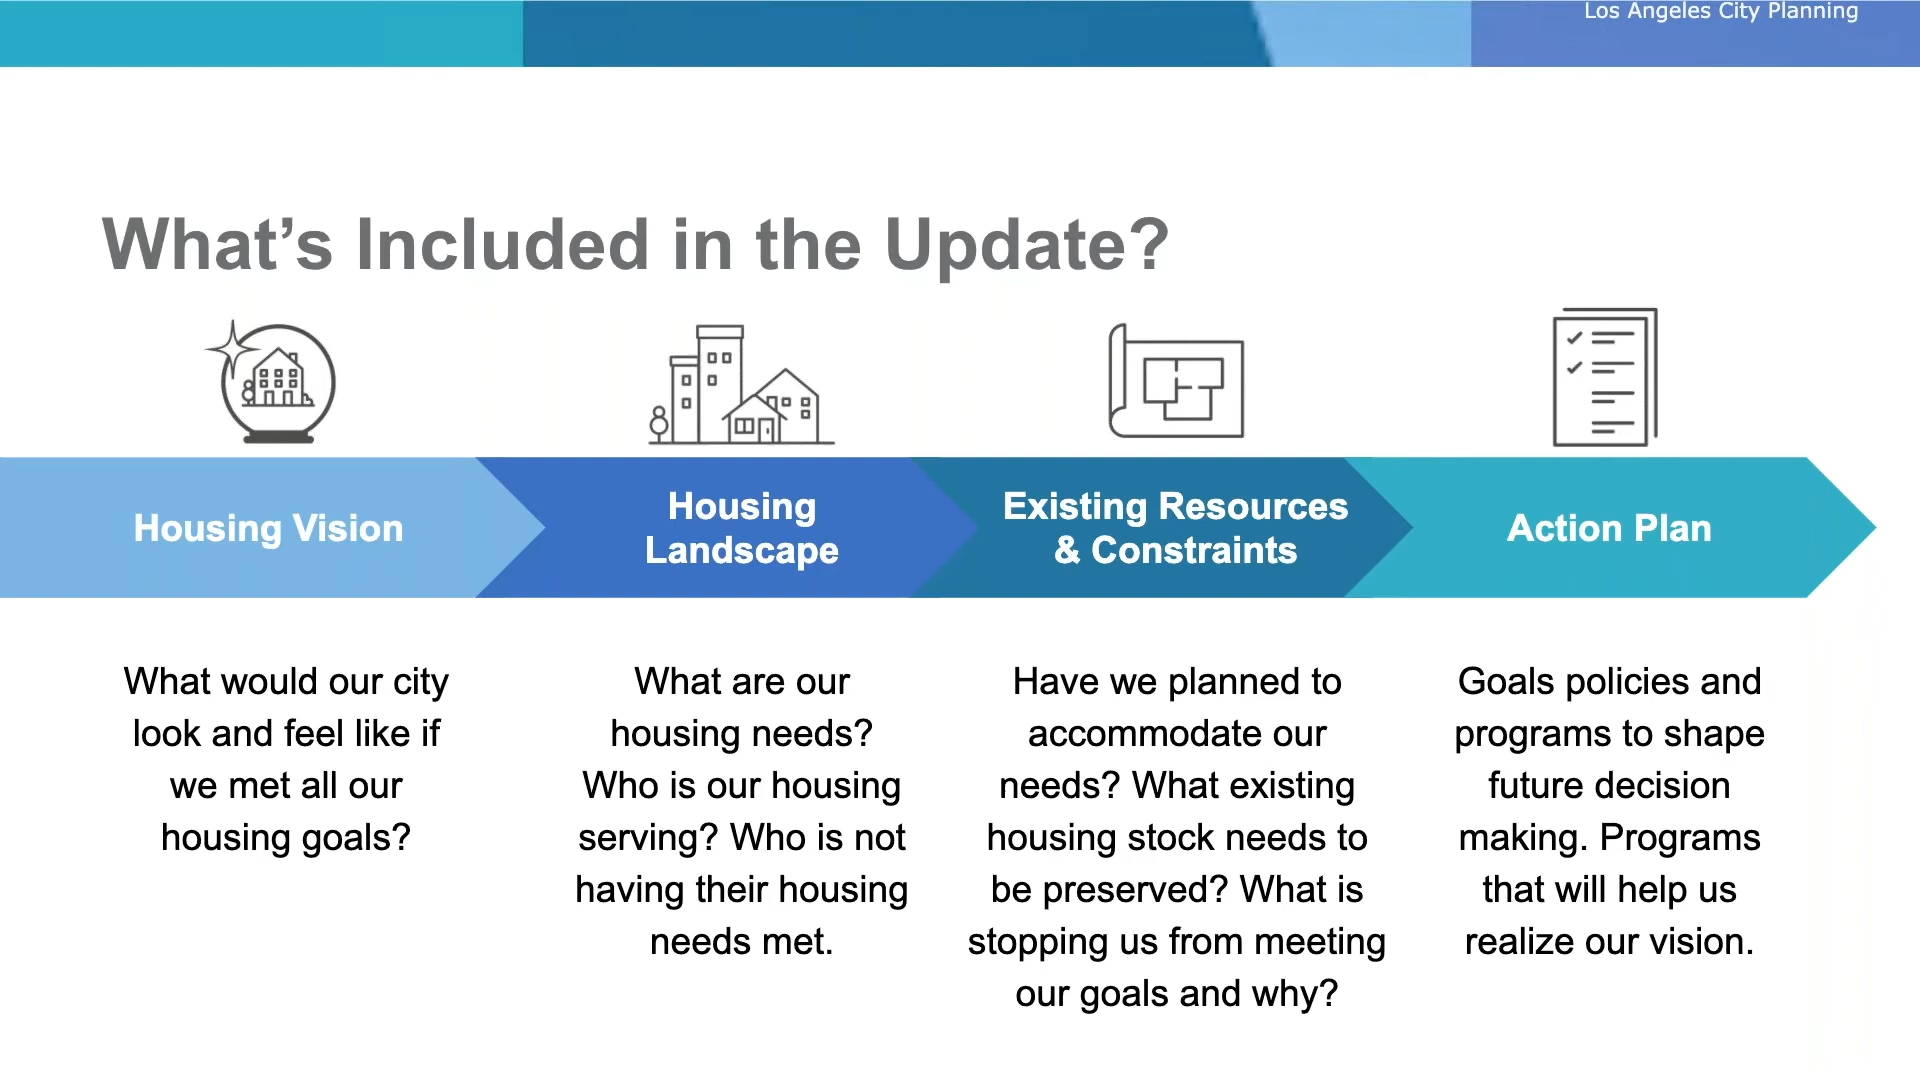 Los Angeles City Planning
What’s Included in the Update?
Housing Vision
Housing
Landscape
Existing Resources
& Constraints
Action Plan
What would our city
look and feel like if
we met all our
housing goals?
What are our
housing needs?
Who is our housing
serving? Who is not
having their housing
needs met.
Have we planned to
accommodate our
needs? What existing
housing stock needs to
be preserved? What is
stopping us from meeting
our goals and why?
Goals policies and
programs to shape
future decision
making. Programs
that will help us
realize our vision.